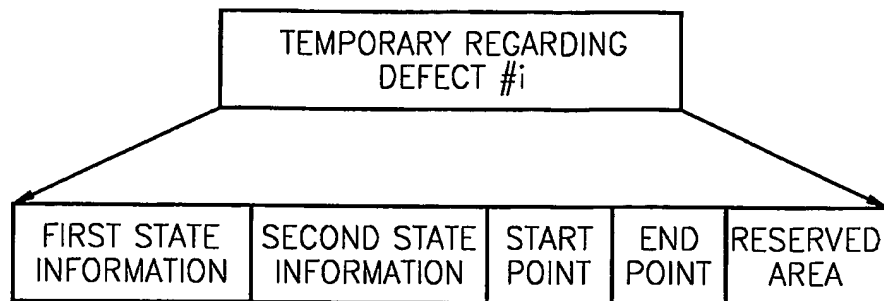 TEMPORARY REGARDING
DEFECT #i
FIRST STATE
INFORMATION
SECOND STATE
INFORMATION
START
POINT
END
POINT
RESERVED
AREA